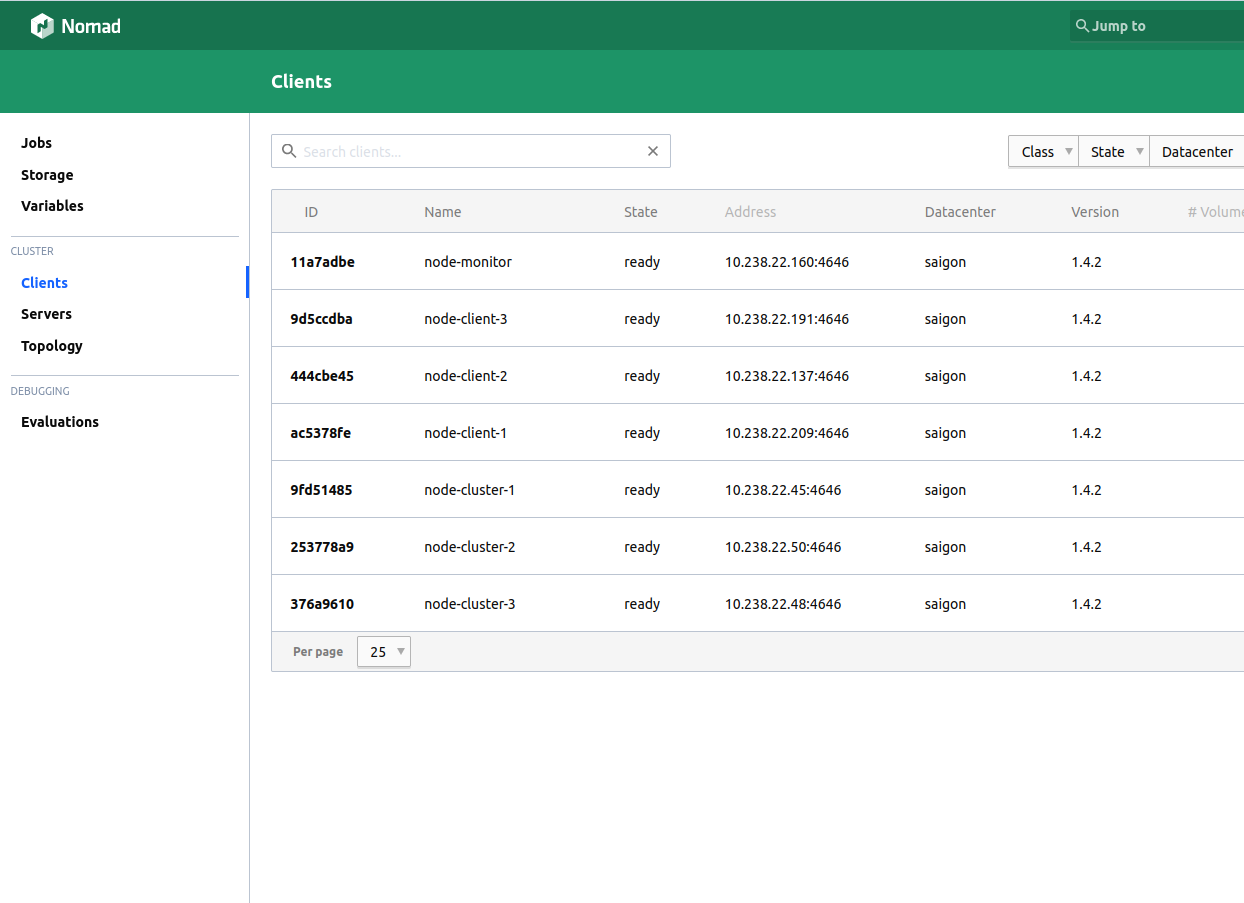 Nomad
Jump to
Clients
Jobs
Storage
Variables
CLUSTER
Clients
Servers
Topology
DEBUGGING
Evaluations
Search clients...
Class State Datacenter
ID Name State Address Datacenter Version # Volume
11a7adbe node-monitor ready 10.238.22.160:4646 saigon 1.4.2
9d5ccdba node-client-3 ready 10.238.22.191:4646 saigon 1.4.2
444cbe45 node-client-2 ready 10.238.22.137:4646 saigon 1.4.2
ac5378fe node-client-1 ready 10.238.22.209:4646 saigon 1.4.2
9fd51485 node-cluster-1 ready 10.238.22.45:4646 saigon 1.4.2
253778a9 node-cluster-2 ready 10.238.22.50:4646 saigon 1.4.2
376a9610 node-cluster-3 ready 10.238.22.48:4646 saigon 1.4.2
Per page 25